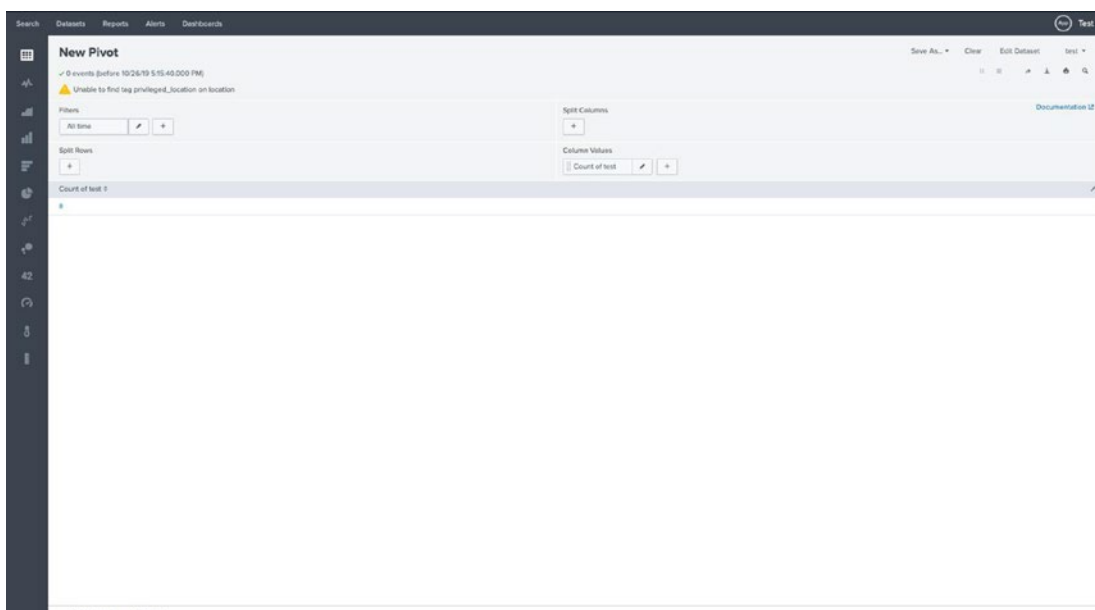 Search Datasets Reports Alerts Dashboards
App Test
New Pivot
Save As... Clear Edit Dataset test
0 events (before 10/26/19 5:15:40.000 PM)
Unable to find tag privileged_location on location
Filters
Split Columns
Documentation
All time
Split Rows
Column Values
Count of test
Count of test
42